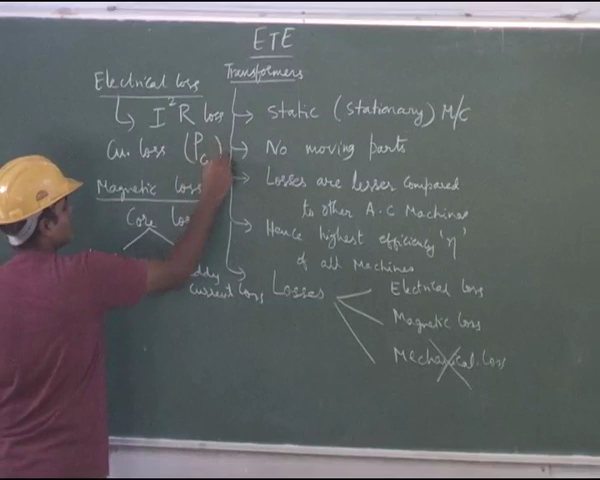 ETE
Transformers
Electrical loss
I²R loss
Cu. loss (Pc)
Magnetic loss
Core
current loss
Static (Stationary) M/C
No moving parts
Losses are lesser compared
to other A.C Machines
Hence highest efficiency 'η'
of all Machines
Losses
Electrical loss
Magnetic loss
Mechanical loss